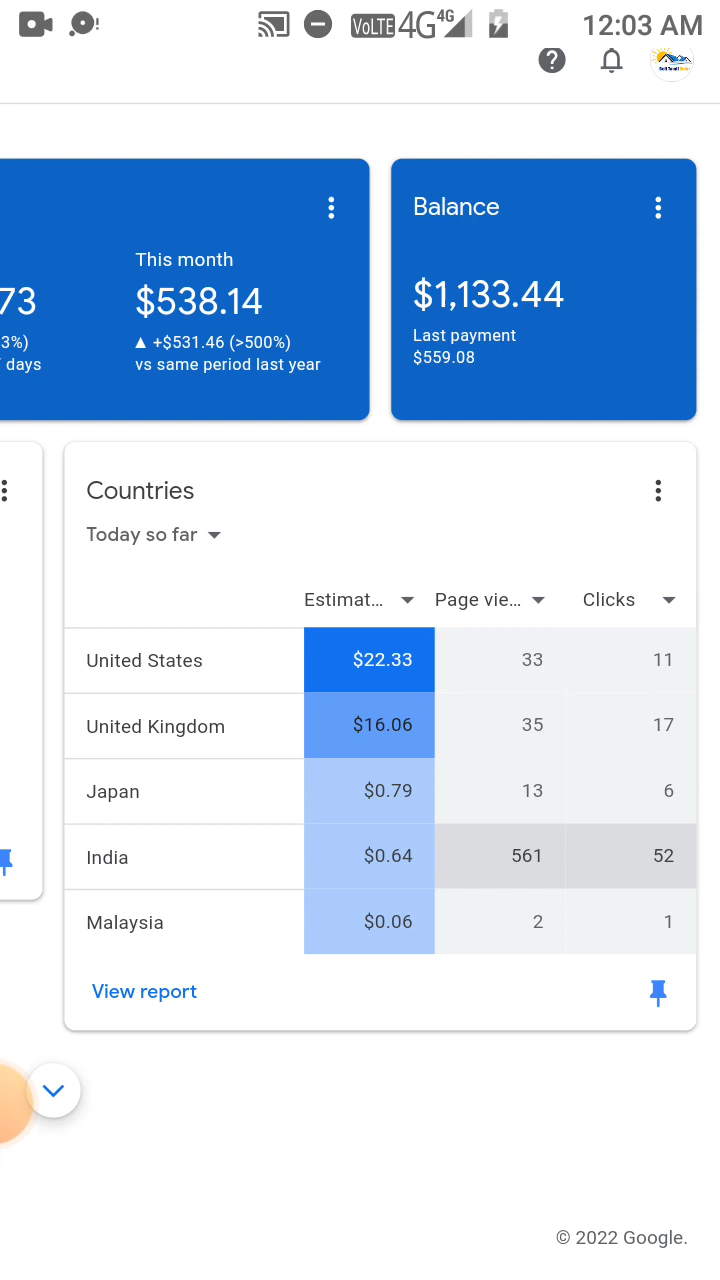 VoLTE 4G 4G 12:03 AM
73
3%)
days
This month
$538.14
▲ +$531.46 (>500%)
vs same period last year
Balance
$1,133.44
Last payment
$559.08
Countries
Today so far
Estimat... Page vie... Clicks
United States $22.33 33 11
United Kingdom $16.06 35 17
Japan $0.79 13 6
India $0.64 561 52
Malaysia $0.06 2 1
View report
© 2022 Google.